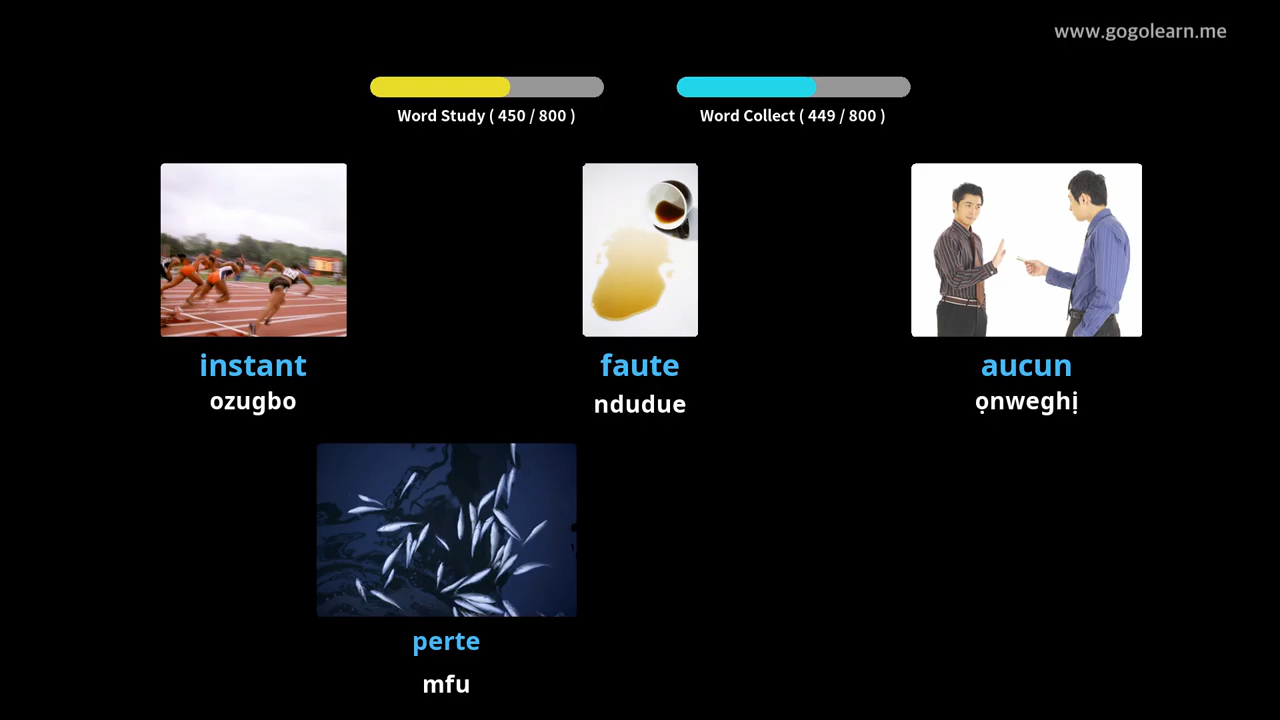 www.gogolearn.me
Word Study ( 450 / 800 )
Word Collect ( 449 / 800 )
instant
ozugbo
faute
ndudue
aucun
ọnweghị
perte
mfu